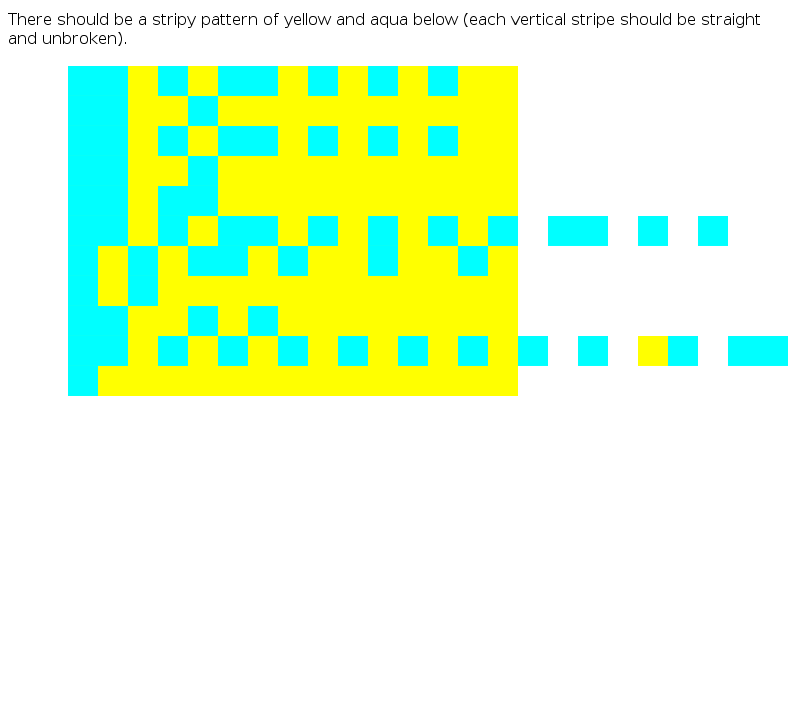 There should be a stripy pattern of yellow and aqua below (each vertical stripe should be straight
and unbroken).